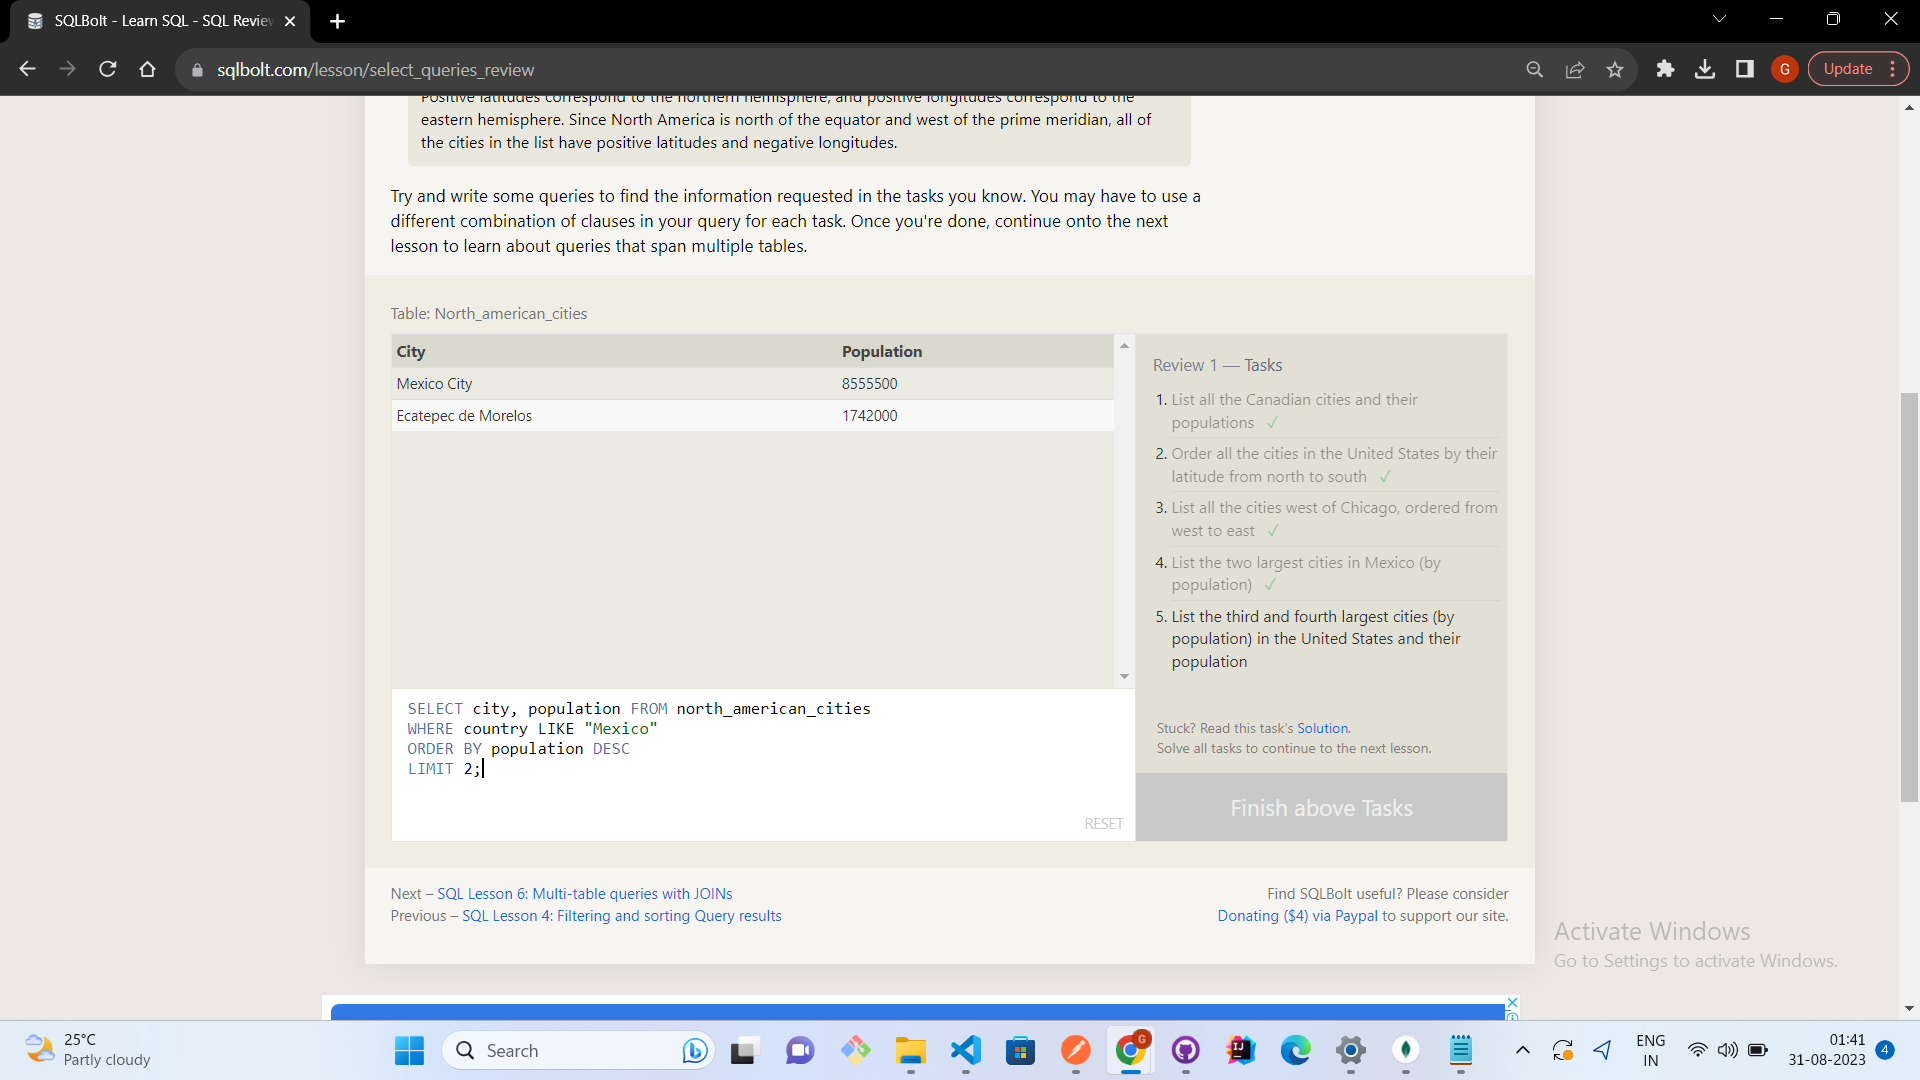 SQLBolt - Learn SQL - SQL Review
sqlbolt.com/lesson/select_queries_review
G
Update
Positive latitudes correspond to the northern hemisphere, and positive longitudes correspond to the
eastern hemisphere. Since North America is north of the equator and west of the prime meridian, all of
the cities in the list have positive latitudes and negative longitudes.
Try and write some queries to find the information requested in the tasks you know. You may have to use a
different combination of clauses in your query for each task. Once you're done, continue onto the next
lesson to learn about queries that span multiple tables.
Table: North_american_cities
City Population
Mexico City 8555500
Ecatepec de Morelos 1742000
SELECT city, population FROM north_american_cities
WHERE country LIKE "Mexico"
ORDER BY population DESC
LIMIT 2;
RESET
Review 1 — Tasks
1. List all the Canadian cities and their
populations ✓
2. Order all the cities in the United States by their
latitude from north to south ✓
3. List all the cities west of Chicago, ordered from
west to east ✓
4. List the two largest cities in Mexico (by
population) ✓
5. List the third and fourth largest cities (by
population) in the United States and their
population
Stuck? Read this task's Solution.
Solve all tasks to continue to the next lesson.
Finish above Tasks
Next – SQL Lesson 6: Multi-table queries with JOINs
Previous – SQL Lesson 4: Filtering and sorting Query results
Find SQLBolt useful? Please consider
Donating ($4) via Paypal to support our site.
Activate Windows
Go to Settings to activate Windows.
25°C
Partly cloudy
Search
G
IJ
ENG
IN
01:41
31-08-2023
4